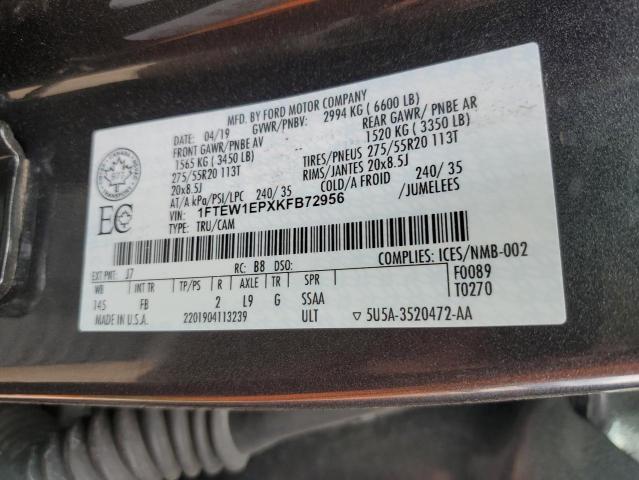 MFD. BY FORD MOTOR COMPANY
DATE: 04/19 GVWR/PNBV: 2994 KG ( 6600 LB)
FRONT GAWR/PNBE AV REAR GAWR/ PNBE AR
1565 KG ( 3450 LB) 1520 KG ( 3350 LB)
275/55R20 113T TIRES/PNEUS 275/55R20 113T
20x8.5J RIMS/JANTES 20x8.5J
AT/A kPa/PSI/LPC 240/ 35 COLD/A FROID 240/ 35
VIN: 1FTEW1EPXKFB72956 /JUMELEES
TYPE: TRU/CAM
EC
COMPLIES: ICES/NMB-002
EXT PNT: J7 RC: B8 DSO: F0089
WB INT TR TP/PS R AXLE TR SPR T0270
145 FB 2 L9 G SSAA
MADE IN U.S.A. 2201904113239 ULT ▽ 5U5A-3520472-AA